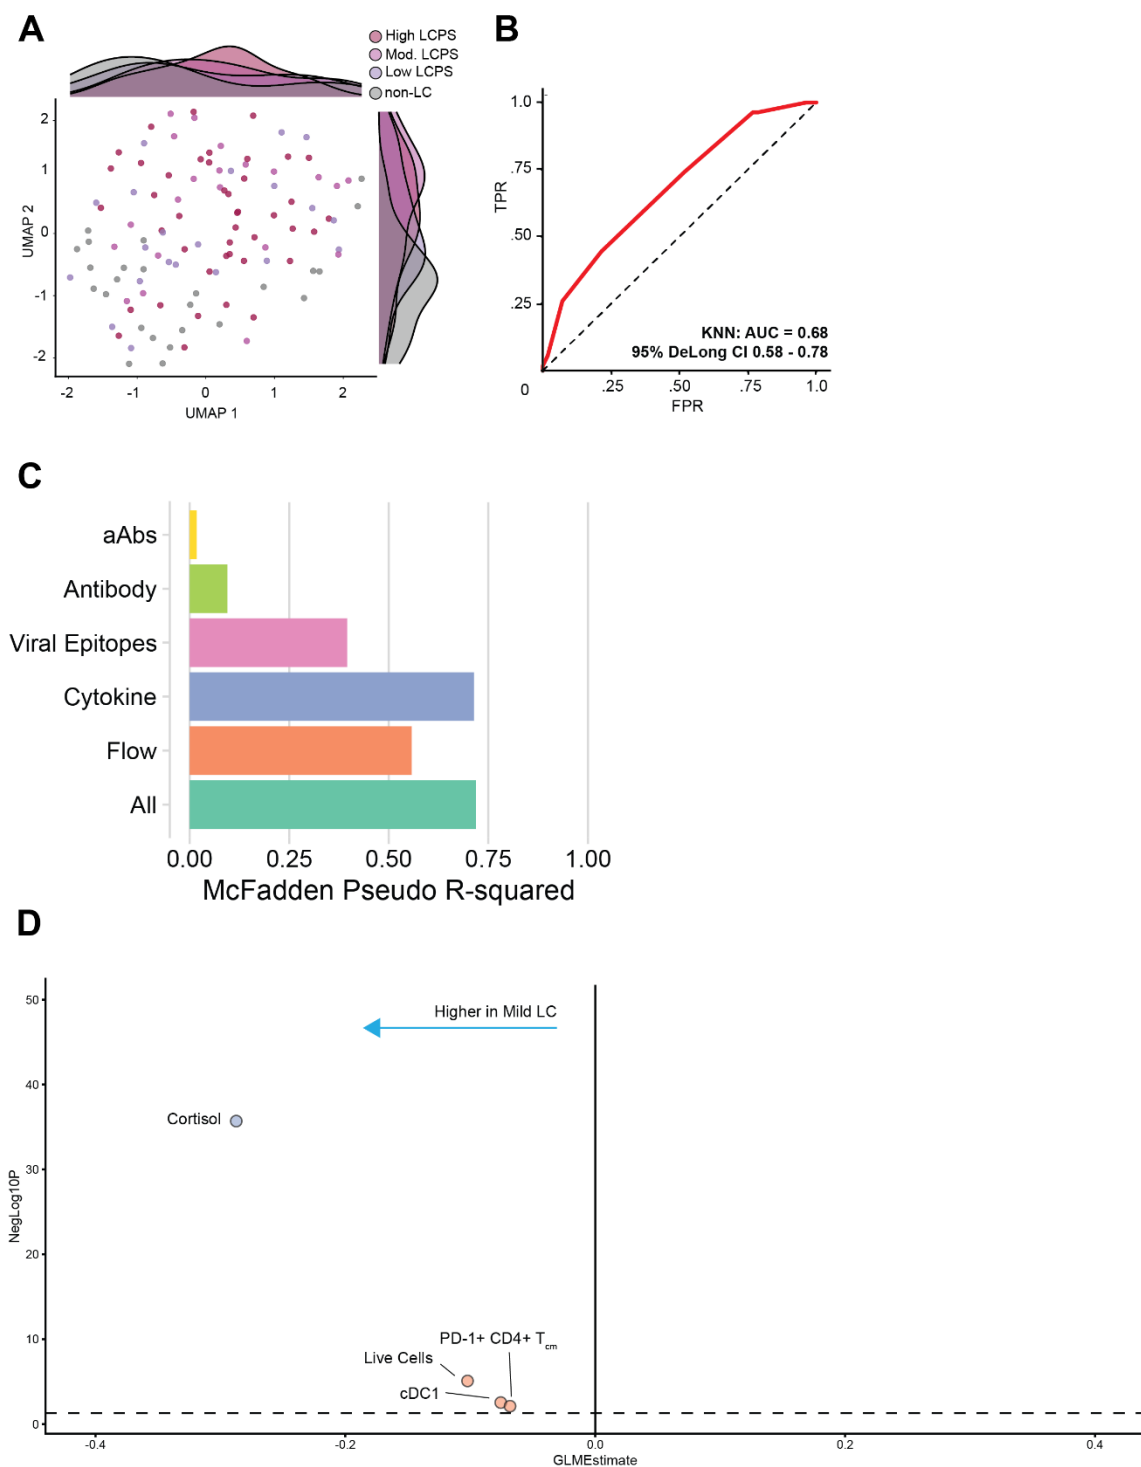 A
High LCPS
Mod. LCPS
Low LCPS
non-LC
2
1
0
-1
-2
UMAP 2
-2
-1
0
1
2
UMAP 1
B
1.0
.75
.50
.25
TPR
KNN: AUC = 0.68
95% DeLong CI 0.58 - 0.78
0
.25
.50
.75
1.0
FPR
C
aAbs
Antibody
Viral Epitopes
Cytokine
Flow
All
0.00
0.25
0.50
0.75
1.00
McFadden Pseudo R-squared
D
50
40
30
20
10
0
NegLog10P
Higher in Mild LC
Cortisol
PD-1+ CD4+ Tcm
Live Cells
cDC1
-0.4
-0.2
0.0
0.2
0.4
GLMEstimate